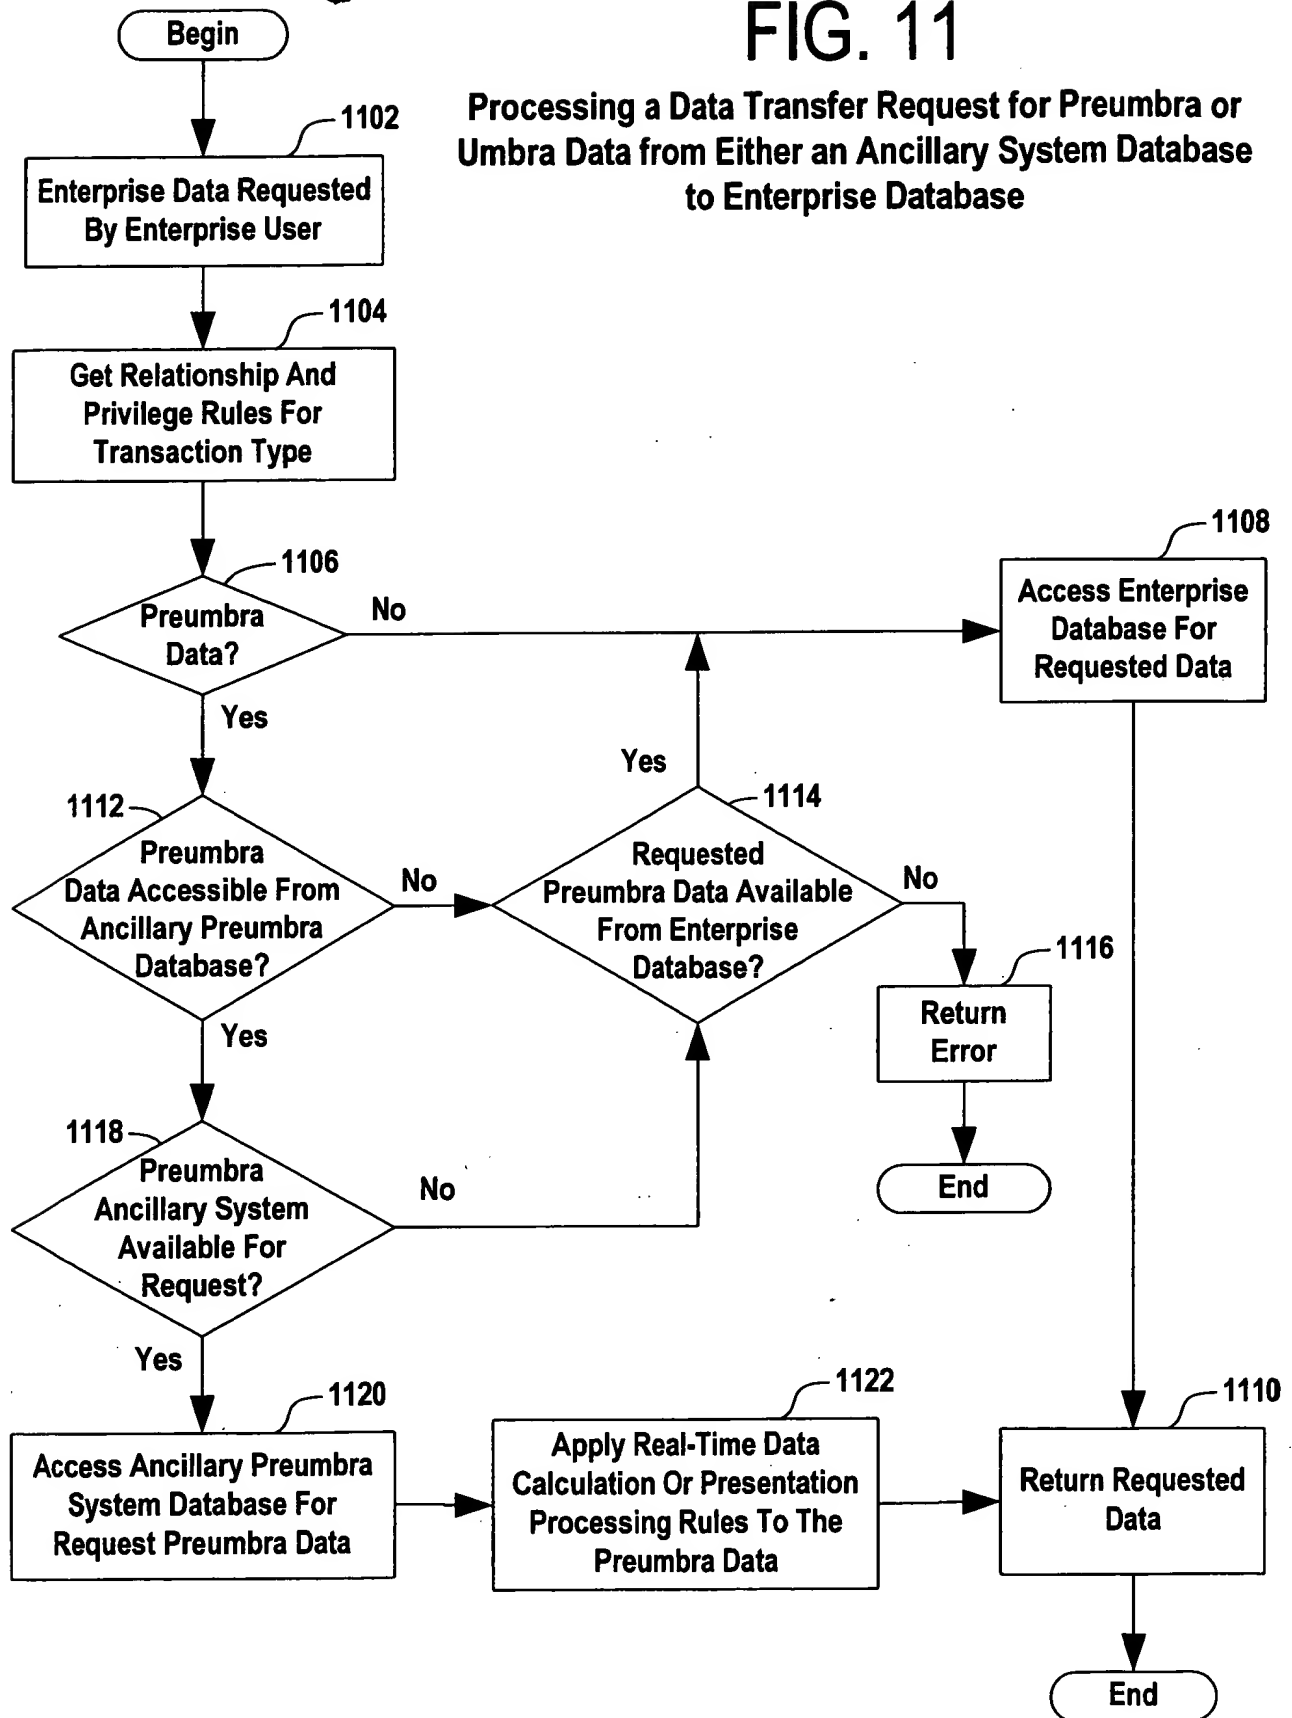 Begin
FIG. 11
Processing a Data Transfer Request for Preumbra or
Umbra Data from Either an Ancillary System Database
to Enterprise Database
1102
Enterprise Data Requested
By Enterprise User
1104
Get Relationship And
Privilege Rules For
Transaction Type
1106
Preumbra
Data?
No
Yes
1108
Access Enterprise
Database For
Requested Data
1112
Preumbra
Data Accessible From
Ancillary Preumbra
Database?
No
Yes
1114
Requested
Preumbra Data Available
From Enterprise
Database?
Yes
No
1116
Return
Error
End
1118
Preumbra
Ancillary System
Available For
Request?
No
Yes
1120
Access Ancillary Preumbra
System Database For
Request Preumbra Data
1122
Apply Real-Time Data
Calculation Or Presentation
Processing Rules To The
Preumbra Data
1110
Return Requested
Data
End